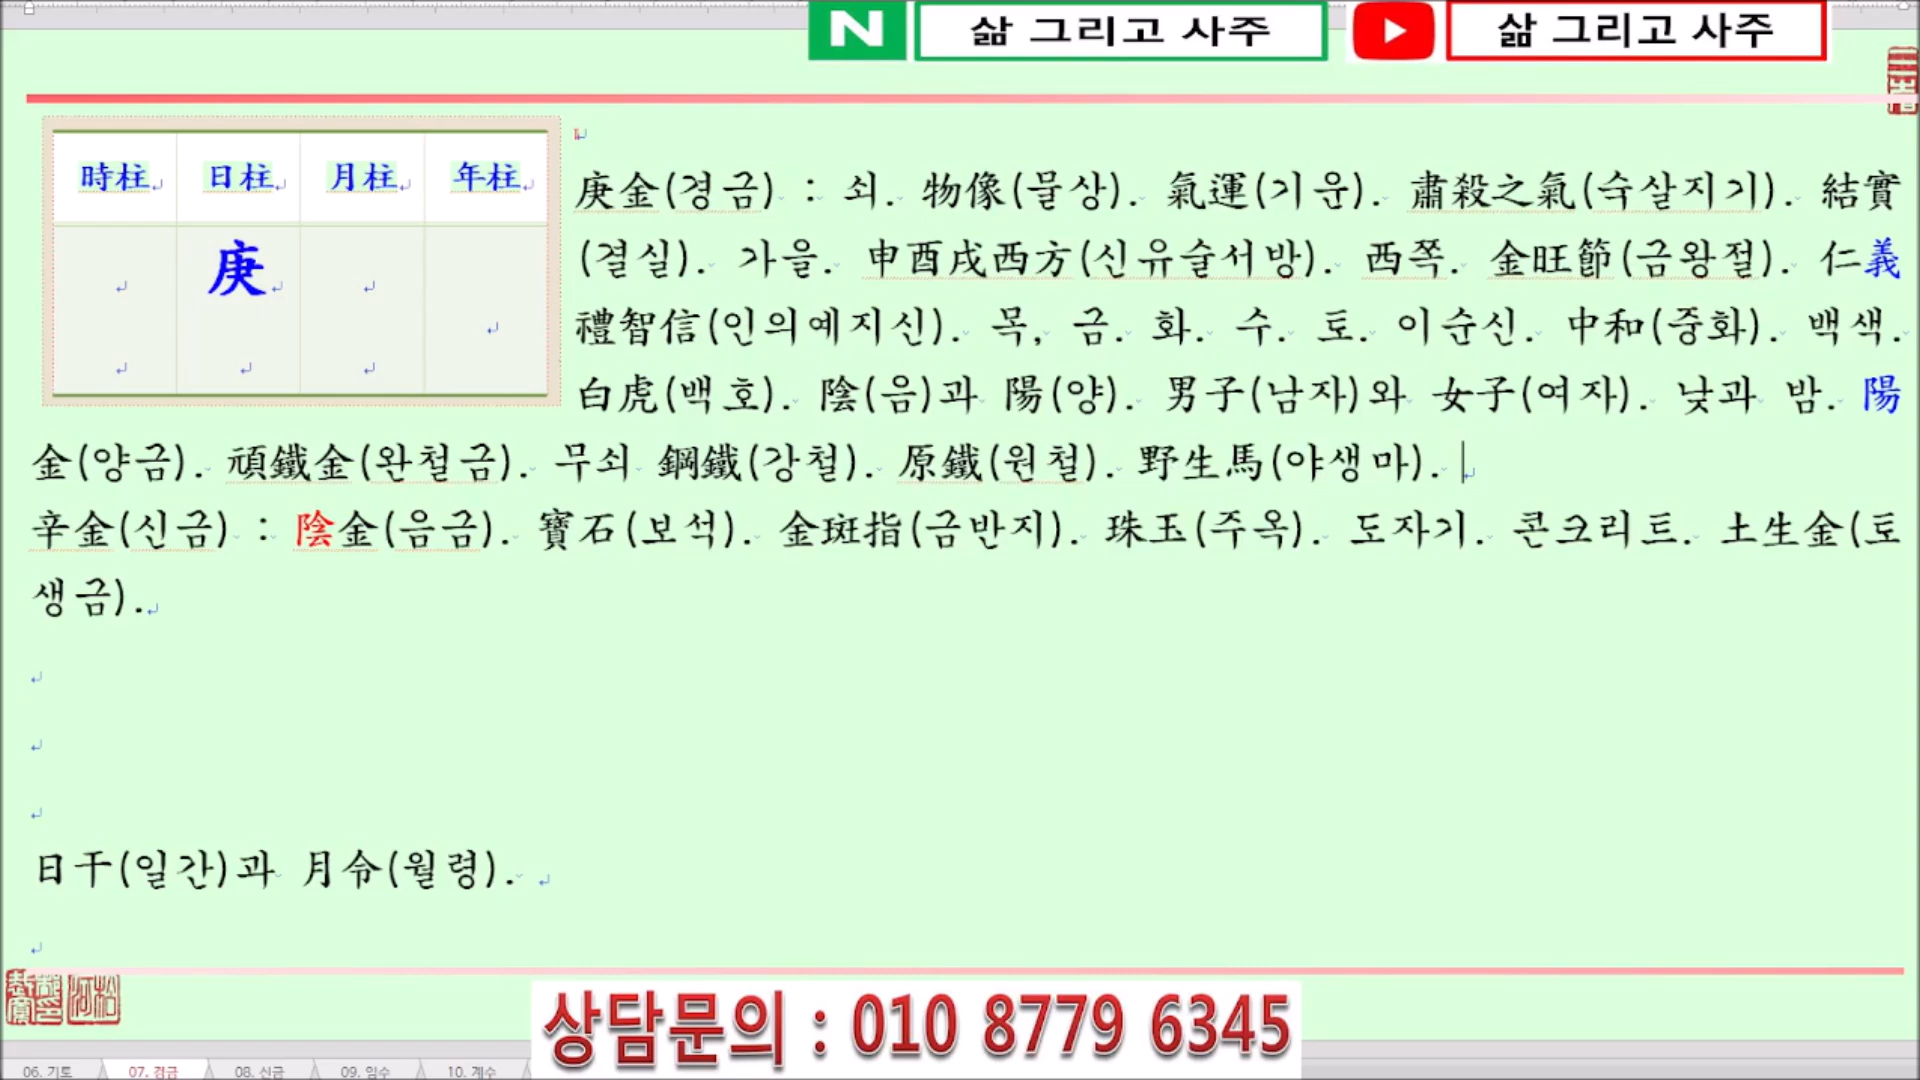 N 삶 그리고 사주 삶 그리고 사주
時柱 日柱 月柱 年柱
庚
庚金(경금) : 쇠. 物像(물상). 氣運(기운). 肅殺之氣(숙살지기). 結實
(결실). 가을. 申酉戌西方(신유술서방). 西쪽. 金旺節(금왕절). 仁義
禮智信(인의예지신). 목, 금. 화. 수. 토. 이순신. 中和(중화). 백색.
白虎(백호). 陰(음)과 陽(양). 男子(남자)와 女子(여자). 낮과 밤. 陽
金(양금). 頑鐵金(완철금). 무쇠 鋼鐵(강철). 原鐵(원철). 野生馬(야생마).
辛金(신금) : 陰金(음금). 寶石(보석). 金斑指(금반지). 珠玉(주옥). 도자기. 콘크리트. 土生金(토
생금).
日干(일간)과 月令(월령).
상담문의 : 010 8779 6345
06. 기토 07. 경금 08. 신금 09. 임수 10. 계수